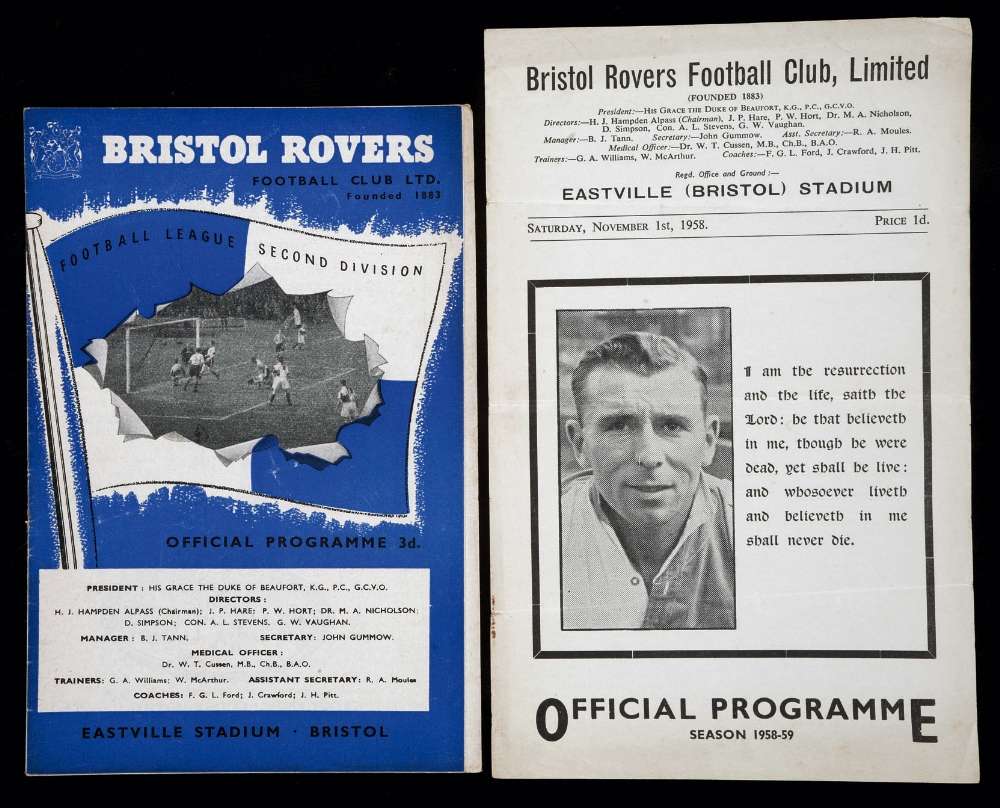 BRISTOL ROVERS
FOOTBALL CLUB LTD.
Founded 1883
FOOTBALL LEAGUE SECOND DIVISION
OFFICIAL PROGRAMME 3d.
PRESIDENT: HIS GRACE THE DUKE OF BEAUFORT, K.G., P.C., G.C.V.O.
DIRECTORS:
H. J. HAMPDEN ALPASS (Chairman); J. P. HARE; P. W. HORT; DR. M. A. NICHOLSON;
D. SIMPSON; CON. A. L. STEVENS, G. W. VAUGHAN.
MANAGER: B. J. TANN. SECRETARY: JOHN GUMMOW.
MEDICAL OFFICER:
Dr. W. T. Cussen, M.B., Ch.B., B.A.O.
TRAINERS: G. A. Williams; W. McArthur. ASSISTANT SECRETARY: R. A. Moules
COACHES: F. G. L. Ford; J. Crawford; J. H. Pitt.
EASTVILLE STADIUM · BRISTOL
Bristol Rovers Football Club, Limited
(FOUNDED 1883)
President:—HIS GRACE THE DUKE OF BEAUFORT, K.G., P.C., G.C.V.O.
Directors:—H. J. Hampden Alpass (Chairman), J. P. Hare, P. W. Hort, Dr. M. A. Nicholson,
D. Simpson, Con. A. L. Stevens, G. W. Vaughan.
Manager:—B. J. Tann. Secretary:—John Gummow. Asst. Secretary:—R. A. Moules.
Medical Officer:—Dr. W. T. Cussen, M.B., Ch.B., B.A.O.
Trainers:—G. A. Williams, W. McArthur. Coaches:—F. G. L. Ford, J. Crawford, J. H. Pitt.
Regd. Office and Ground:—
EASTVILLE (BRISTOL) STADIUM
SATURDAY, NOVEMBER 1st, 1958. PRICE 1d.
I am the resurrection
and the life, saith the
Lord: he that believeth
in me, though he were
dead, yet shall he live:
and whosoever liveth
and believeth in me
shall never die.
OFFICIAL PROGRAMME
SEASON 1958-59